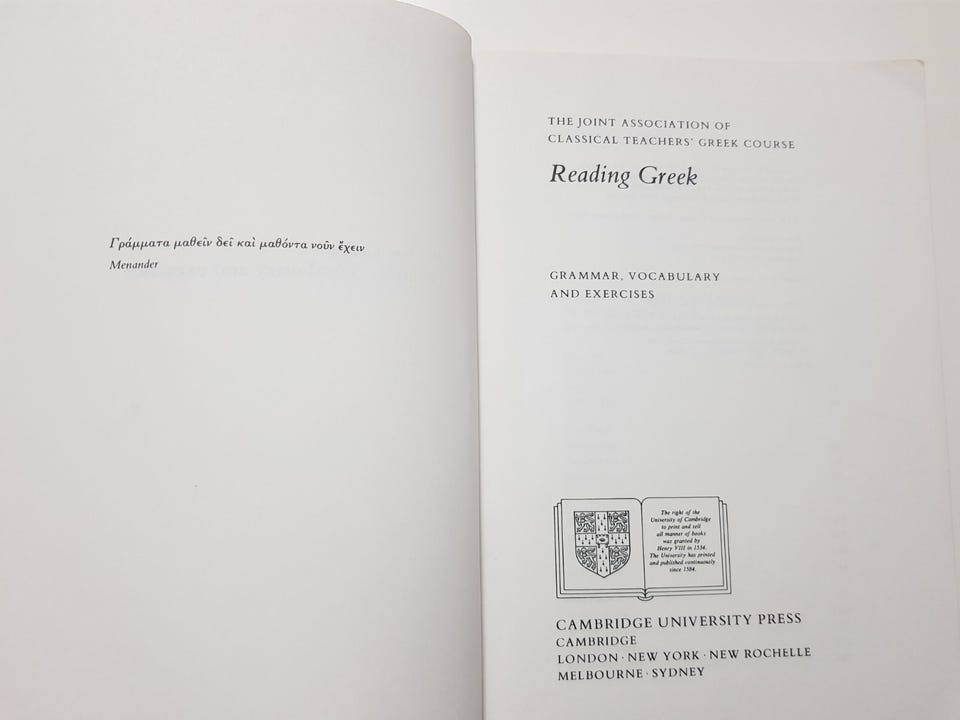 Γράμματα μαθεῖν δεῖ καὶ μαθόντα νοῦν ἔχειν
Menander
THE JOINT ASSOCIATION OF
CLASSICAL TEACHERS' GREEK COURSE
Reading Greek
GRAMMAR, VOCABULARY
AND EXERCISES
The right of the
University of Cambridge
to print and sell
all manner of books
was granted by
Henry VIII in 1534.
The University has printed
and published continuously
since 1584.
CAMBRIDGE UNIVERSITY PRESS
CAMBRIDGE
LONDON · NEW YORK · NEW ROCHELLE
MELBOURNE · SYDNEY